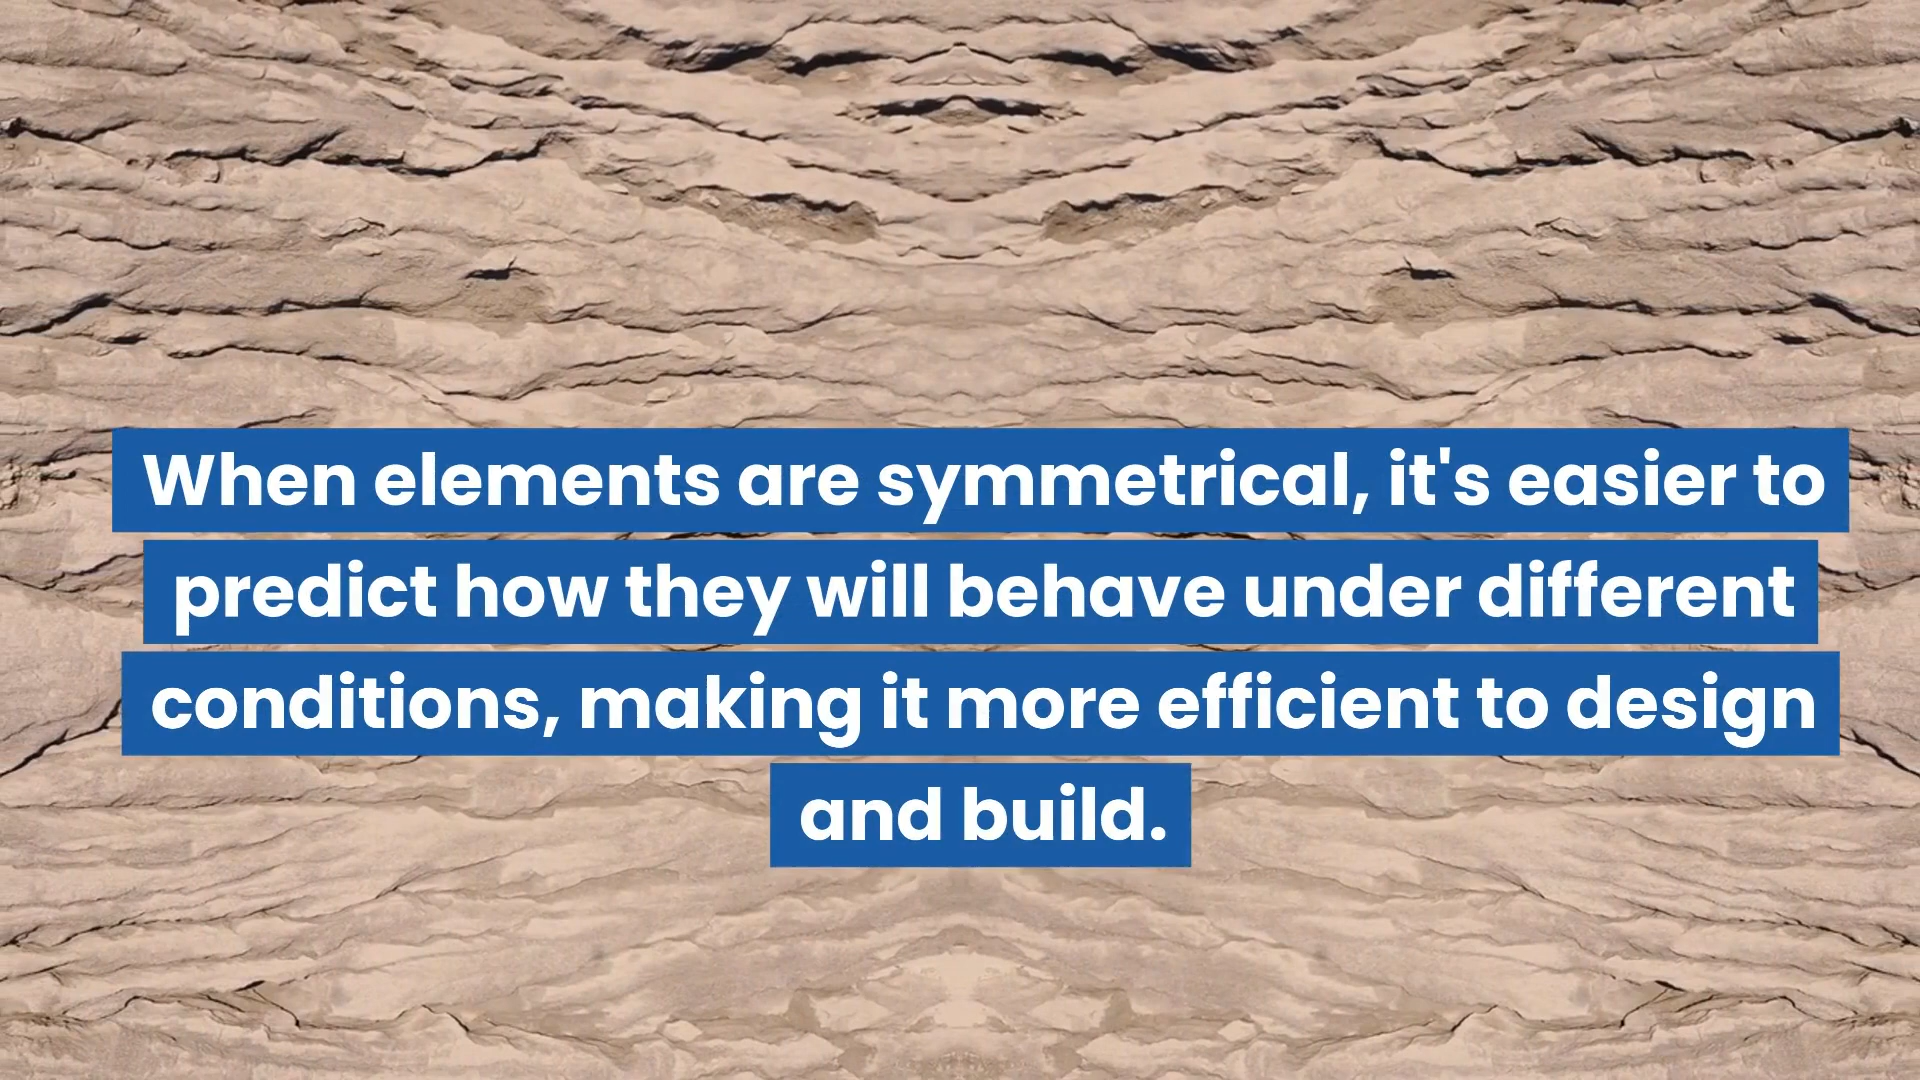 When elements are symmetrical, it's easier to
predict how they will behave under different
conditions, making it more efficient to design
and build.